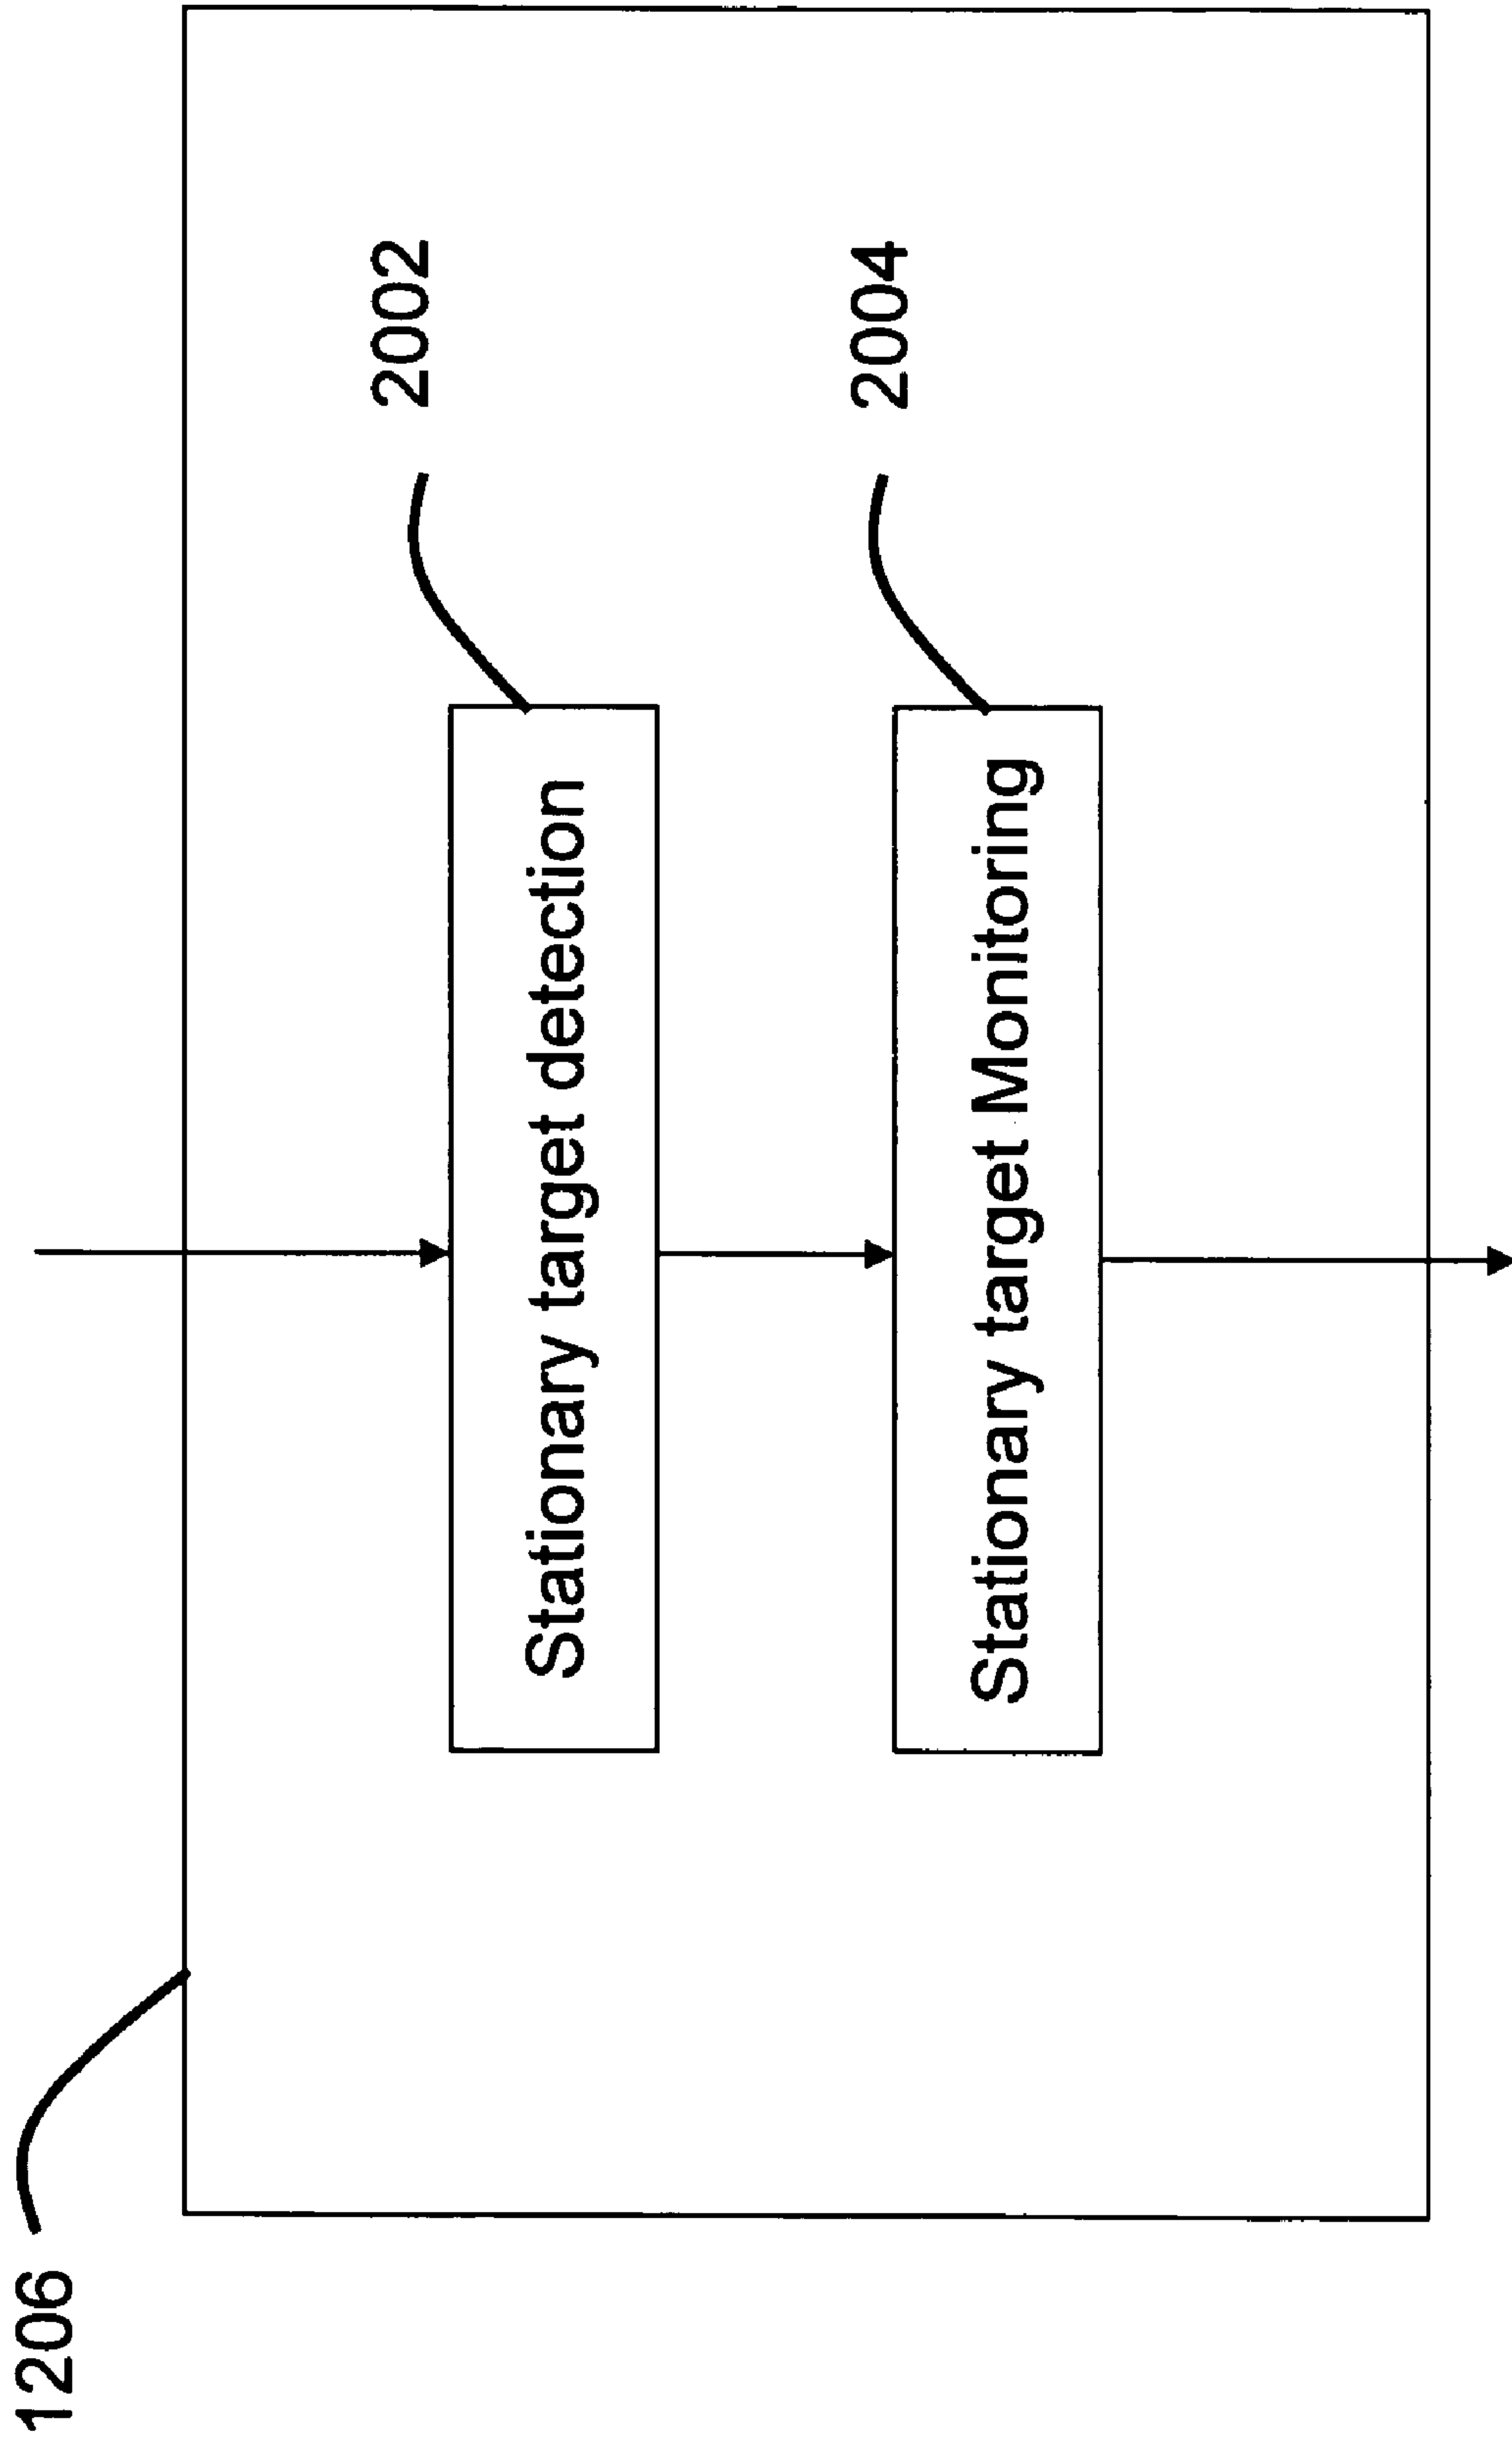 1206
2002
Stationary target detection
2004
Stationary target Monitoring